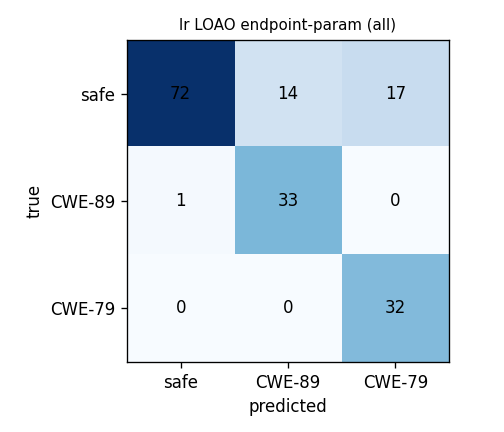 lr LOAO endpoint-param (all)
true
safe 72 14 17
CWE-89 1 33 0
CWE-79 0 0 32
safe CWE-89 CWE-79
predicted